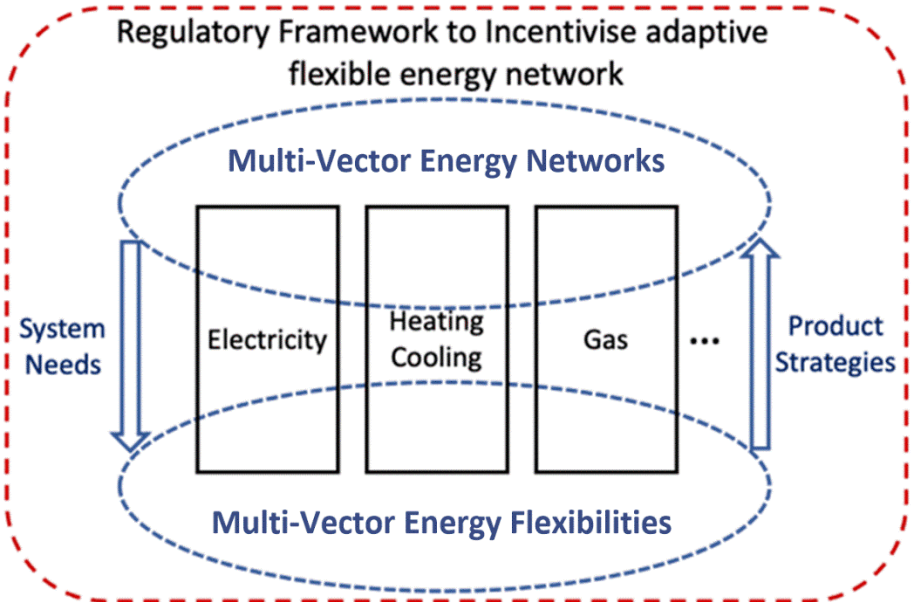 Regulatory Framework to Incentivise adaptive
flexible energy network
Multi-Vector Energy Networks
System
Needs
Electricity
Heating
Cooling
Gas
...
Product
Strategies
Multi-Vector Energy Flexibilities